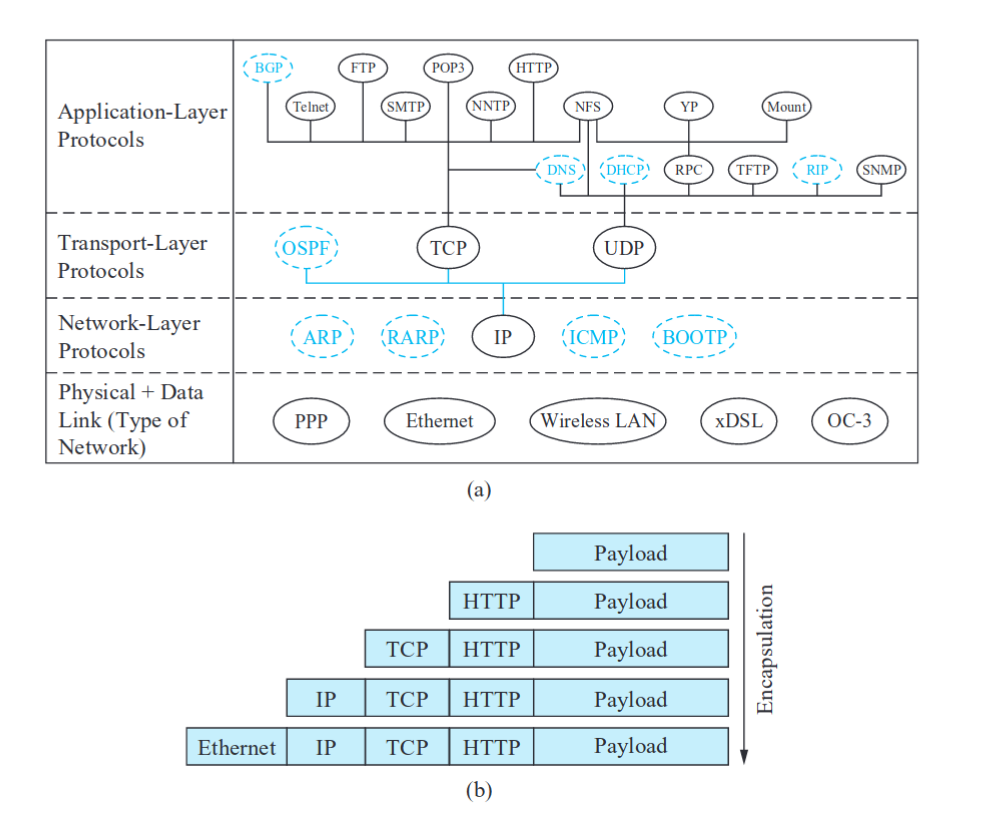 Application-Layer
Protocols
BGP
FTP
POP3
HTTP
Telnet
SMTP
NNTP
NFS
YP
Mount
DNS
DHCP
RPC
TFTP
RIP
SNMP
Transport-Layer
Protocols
OSPF
TCP
UDP
Network-Layer
Protocols
ARP
RARP
IP
ICMP
BOOTP
Physical + Data
Link (Type of
Network)
PPP
Ethernet
Wireless LAN
xDSL
OC-3
(a)
Payload
HTTP Payload
TCP HTTP Payload
IP TCP HTTP Payload
Ethernet IP TCP HTTP Payload
Encapsulation
(b)